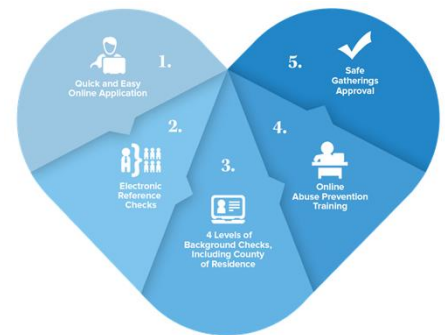 1.
Quick and Easy
Online Application
2.
Electronic
Reference
Checks
3.
4 Levels of
Background Checks,
Including County
of Residence
4.
Online
Abuse Prevention
Training
5.
Safe
Gatherings
Approval